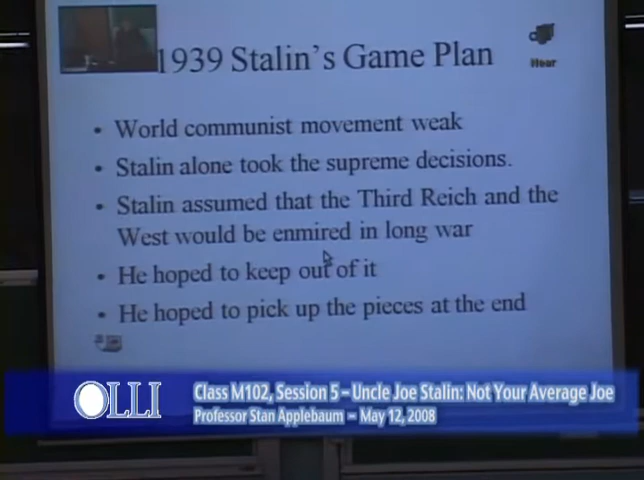 1939 Stalin's Game Plan
Hour
• World communist movement weak
• Stalin alone took the supreme decisions.
• Stalin assumed that the Third Reich and the
West would be enmired in long war
• He hoped to keep out of it
• He hoped to pick up the pieces at the end
OLLI
Class M102, Session 5 – Uncle Joe Stalin: Not Your Average Joe
Professor Stan Applebaum – May 12, 2008